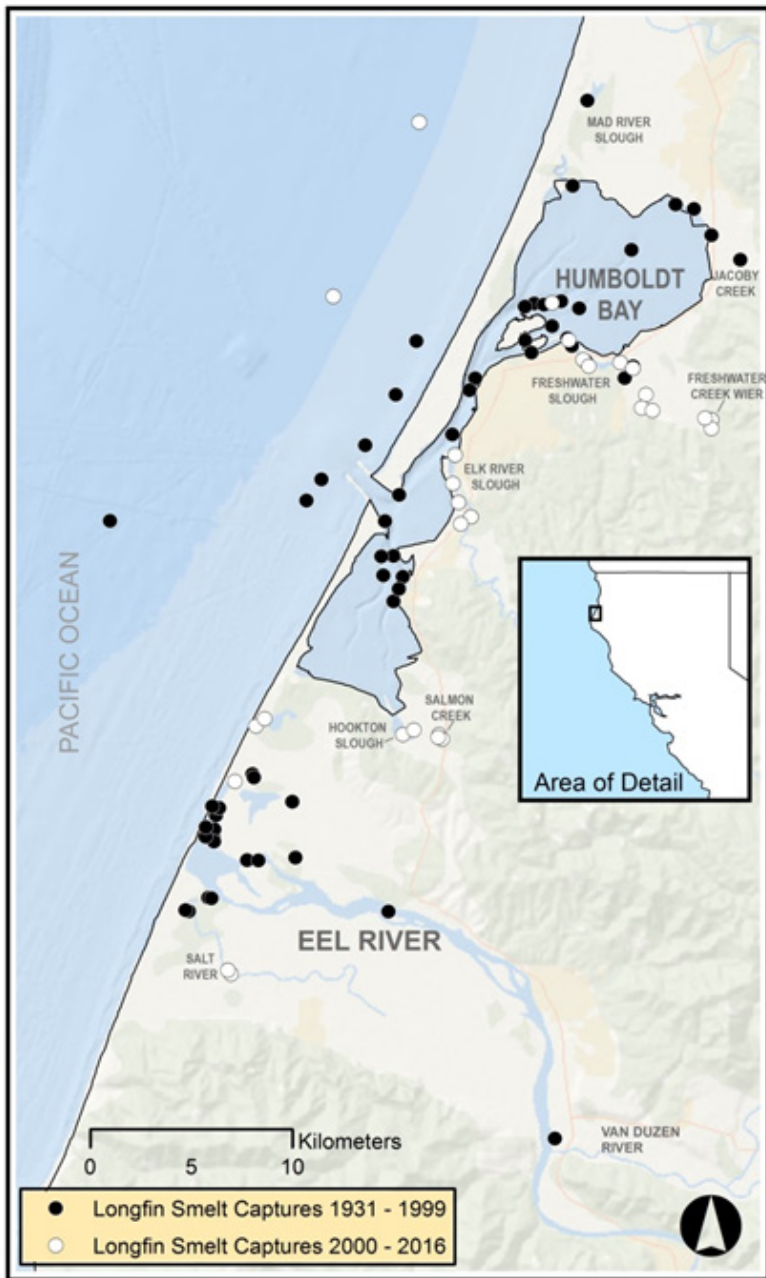 MAD RIVER
SLOUGH
HUMBOLDT
BAY
JACOBY
CREEK
FRESHWATER
SLOUGH
FRESHWATER
CREEK WIER
ELK RIVER
SLOUGH
PACIFIC OCEAN
HOOKTON
SLOUGH
SALMON
CREEK
Area of Detail
EEL RIVER
SALT
RIVER
VAN DUZEN
RIVER
Kilometers
0 5 10
Longfin Smelt Captures 1931 - 1999
Longfin Smelt Captures 2000 - 2016